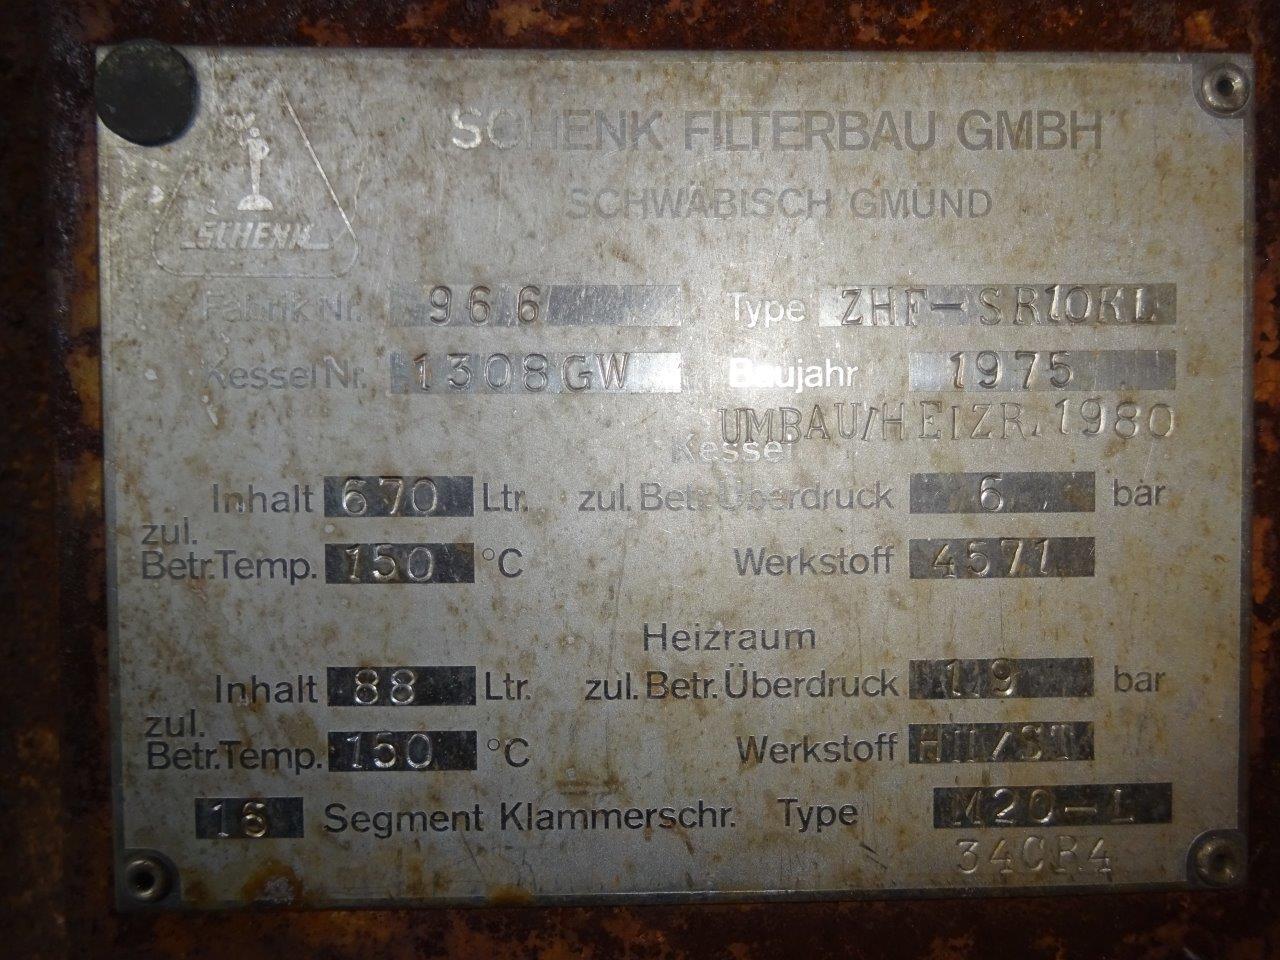 SCHENK FILTERBAU GMBH
SCHWÄBISCH GMÜND
SCHENK
Fabrik Nr. 966 Type ZHF-SR10KL
Kessel Nr. 1308GW Baujahr 1975
UMBAU/HEIZR. 1980
Kessel
Inhalt 670 Ltr. zul. Betr. Überdruck 6 bar
zul.
Betr. Temp. 150 °C Werkstoff 4571
Heizraum
Inhalt 88 Ltr. zul. Betr. Überdruck 19 bar
zul.
Betr. Temp. 150 °C Werkstoff HII/ST
16 Segment Klammerschr. Type M20-L
34CR4